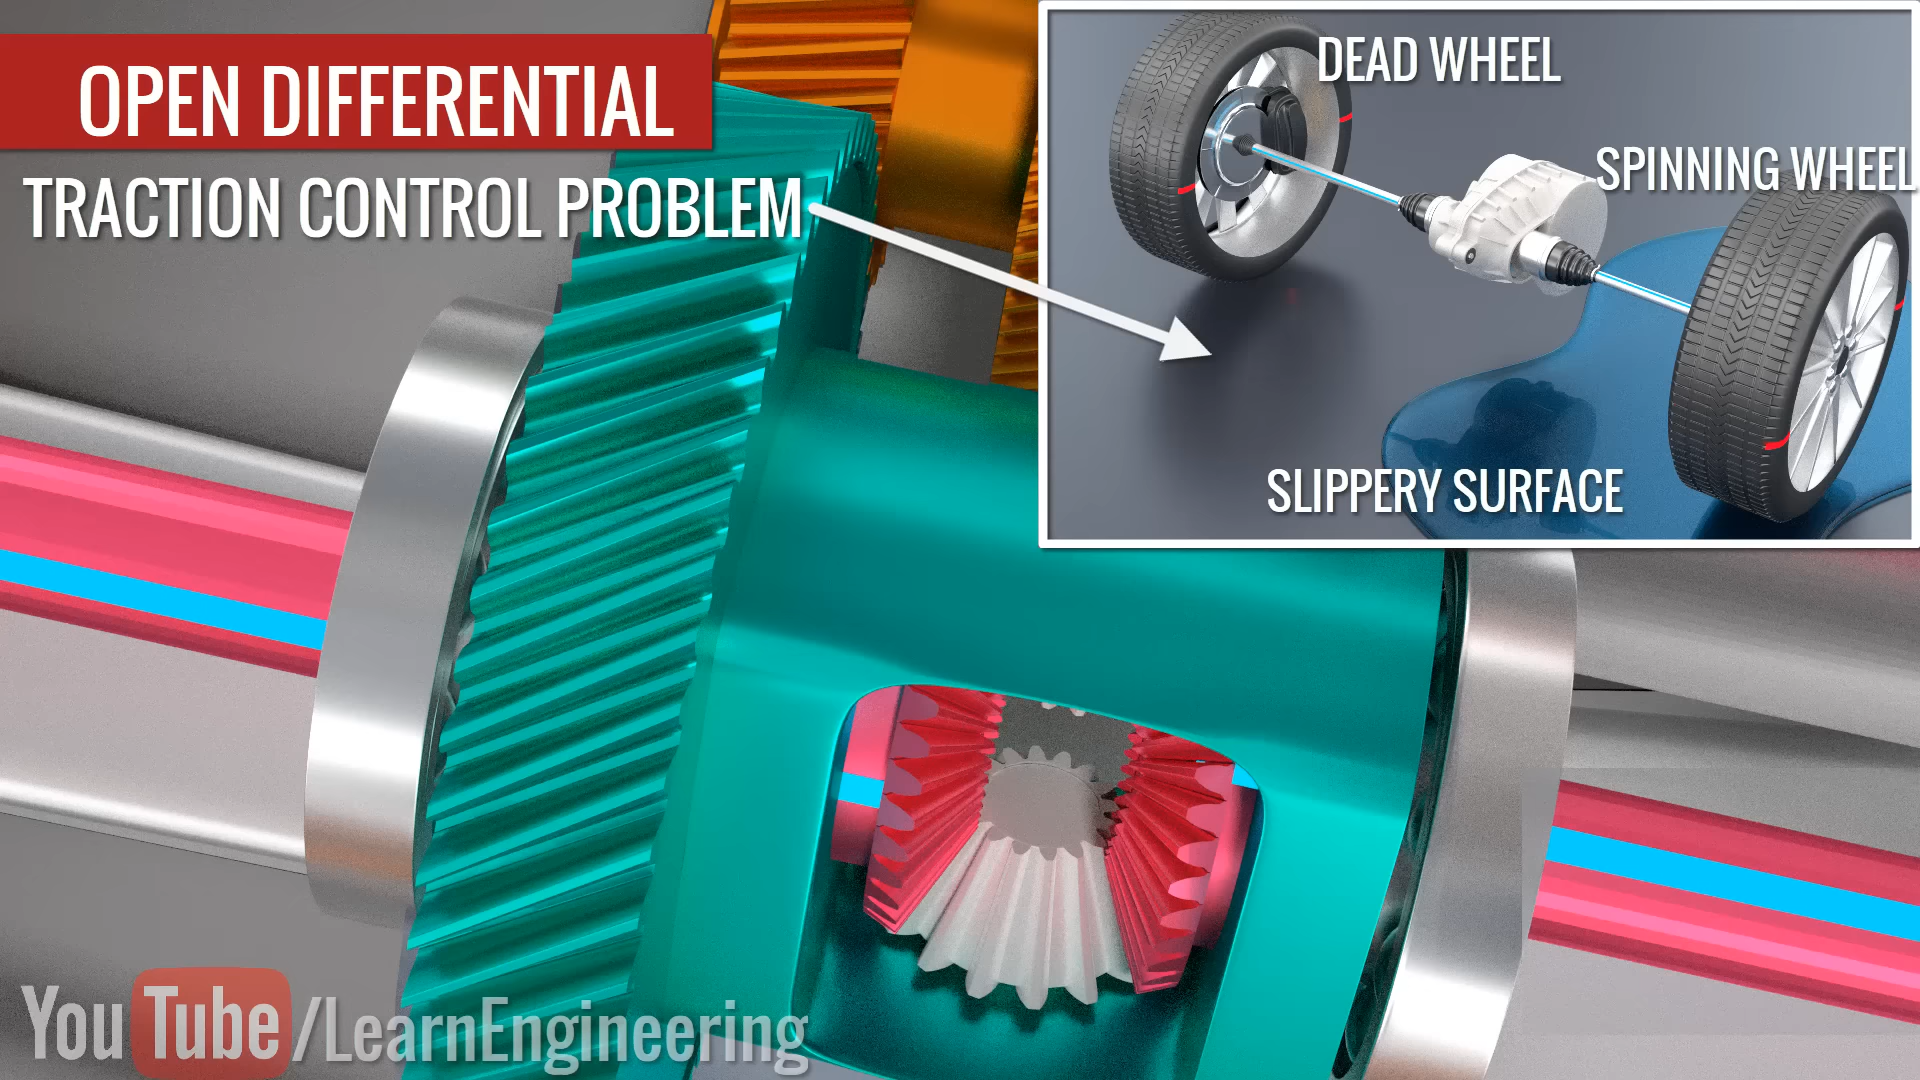 OPEN DIFFERENTIAL
TRACTION CONTROL PROBLEM
DEAD WHEEL
SPINNING WHEEL
SLIPPERY SURFACE
YouTube/LearnEngineering